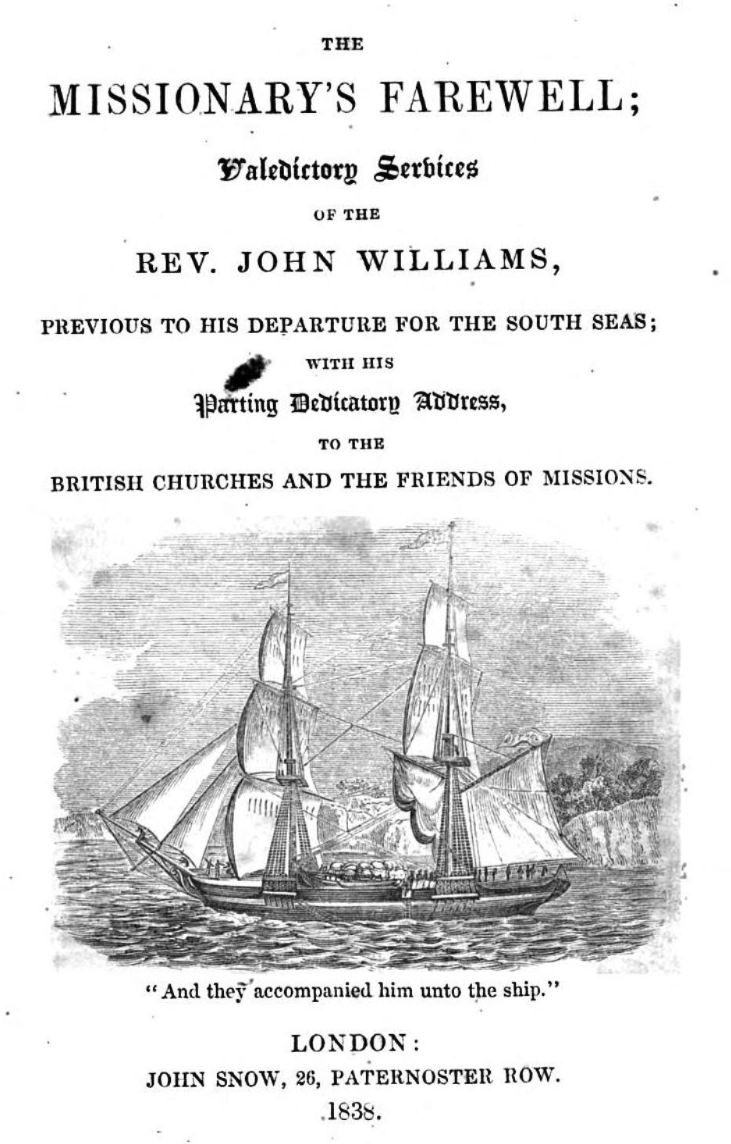 THE
MISSIONARY'S FAREWELL;
Valedictory Services
OF THE
REV. JOHN WILLIAMS,
PREVIOUS TO HIS DEPARTURE FOR THE SOUTH SEAS;
WITH HIS
Parting Dedicatory Address,
TO THE
BRITISH CHURCHES AND THE FRIENDS OF MISSIONS.
"And they accompanied him unto the ship."
LONDON:
JOHN SNOW, 26, PATERNOSTER ROW.
1838.